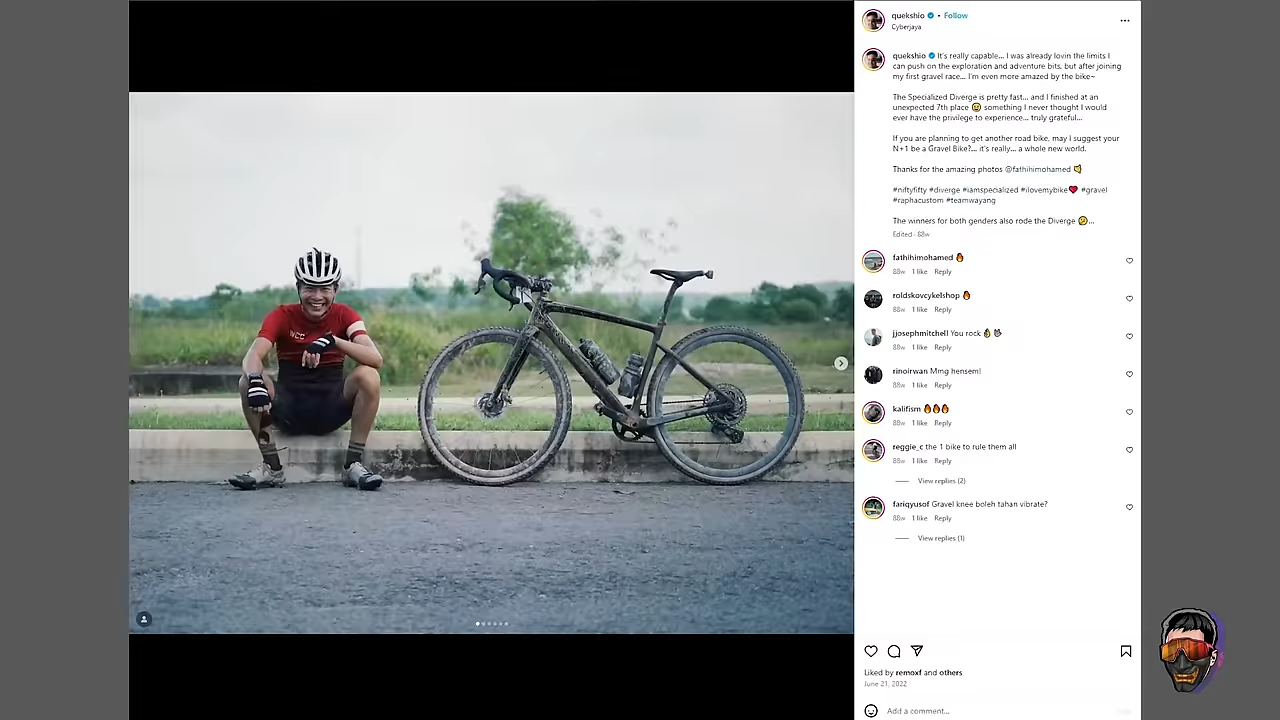 quekshio • Follow
Cyberjaya
quekshio It's really capable... I was already lovin the limits I
can push on the exploration and adventure bits, but after joining
my first gravel race... I'm even more amazed by the bike~
The Specialized Diverge is pretty fast... and I finished at an
unexpected 7th place 😆 something I never thought I would
ever have the privilege to experience... truly grateful...
If you are planning to get another road bike, may I suggest your
N+1 be a Gravel Bike?... it's really... a whole new world.
Thanks for the amazing photos @fathihimohamed
#niftyfifty #diverge #iamspecialized #ilovemybike❤️ #gravel
#raphacustom #teamwayang
The winners for both genders also rode the Diverge 🤔...
Edited · 88w
fathihimohamed 🔥
88w 1 like Reply
roldskovcykelshop 🔥
88w 1 like Reply
jjosephmitchell You rock
88w 1 like Reply
rinoirwan Mmg hensem!
88w 1 like Reply
kalifism 🔥🔥🔥
88w 1 like Reply
reggie_c the 1 bike to rule them all
88w 1 like Reply
View replies (2)
fariqyusof Gravel knee boleh tahan vibrate?
88w 1 like Reply
View replies (1)
WCC
Liked by remoxf and others
June 21, 2022
Add a comment...